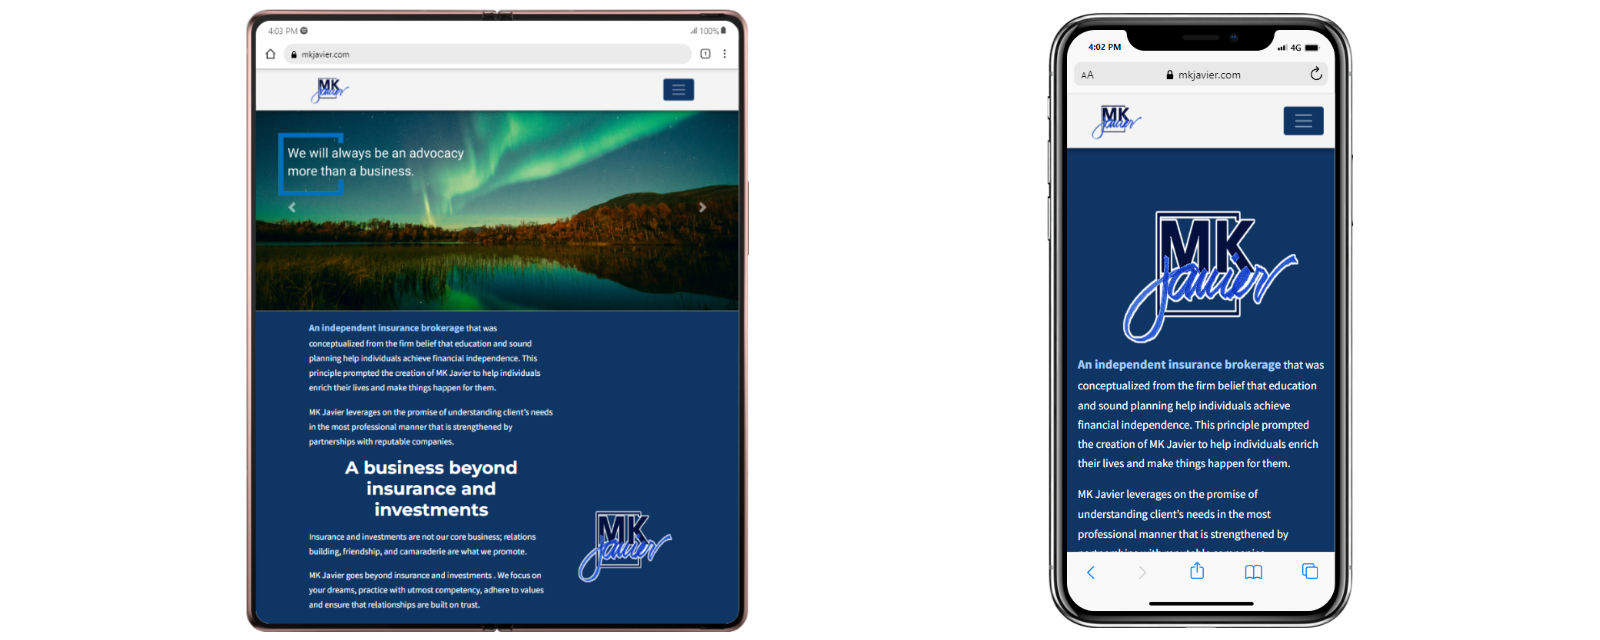 4:03 PM
100%
mkjavier.com
1
MK
Javier
We will always be an advocacy
more than a business.
An independent insurance brokerage that was
conceptualized from the firm belief that education and sound
planning help individuals achieve financial independence. This
principle prompted the creation of MK Javier to help individuals
enrich their lives and make things happen for them.
MK Javier leverages on the promise of understanding client's needs
in the most professional manner that is strengthened by
partnerships with reputable companies.
A business beyond
insurance and
investments
Insurance and investments are not our core business; relations
building, friendship, and camaraderie are what we promote.
MK Javier goes beyond insurance and investments . We focus on
your dreams, practice with utmost competency, adhere to values
and ensure that relationships are built on trust.
MK
Javier
4:02 PM
4G
AA
mkjavier.com
MK
Javier
MK
Javier
An independent insurance brokerage that was
conceptualized from the firm belief that education
and sound planning help individuals achieve
financial independence. This principle prompted
the creation of MK Javier to help individuals enrich
their lives and make things happen for them.
MK Javier leverages on the promise of
understanding client's needs in the most
professional manner that is strengthened by
partnerships with reputable companies.